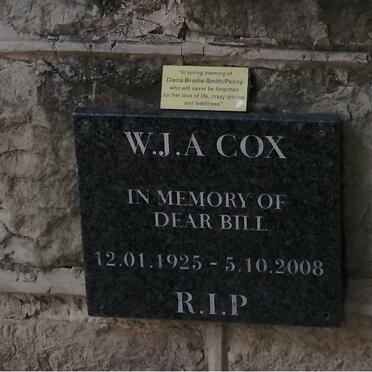 "In loving memory of
Diana Brodie-Smith/Penny
who will never be forgotten
for her love of life, crazy driving
and feistiness"
W.J.A COX
IN MEMORY OF
DEAR BILL
12.01.1925 - 5.10.2008
R.I.P